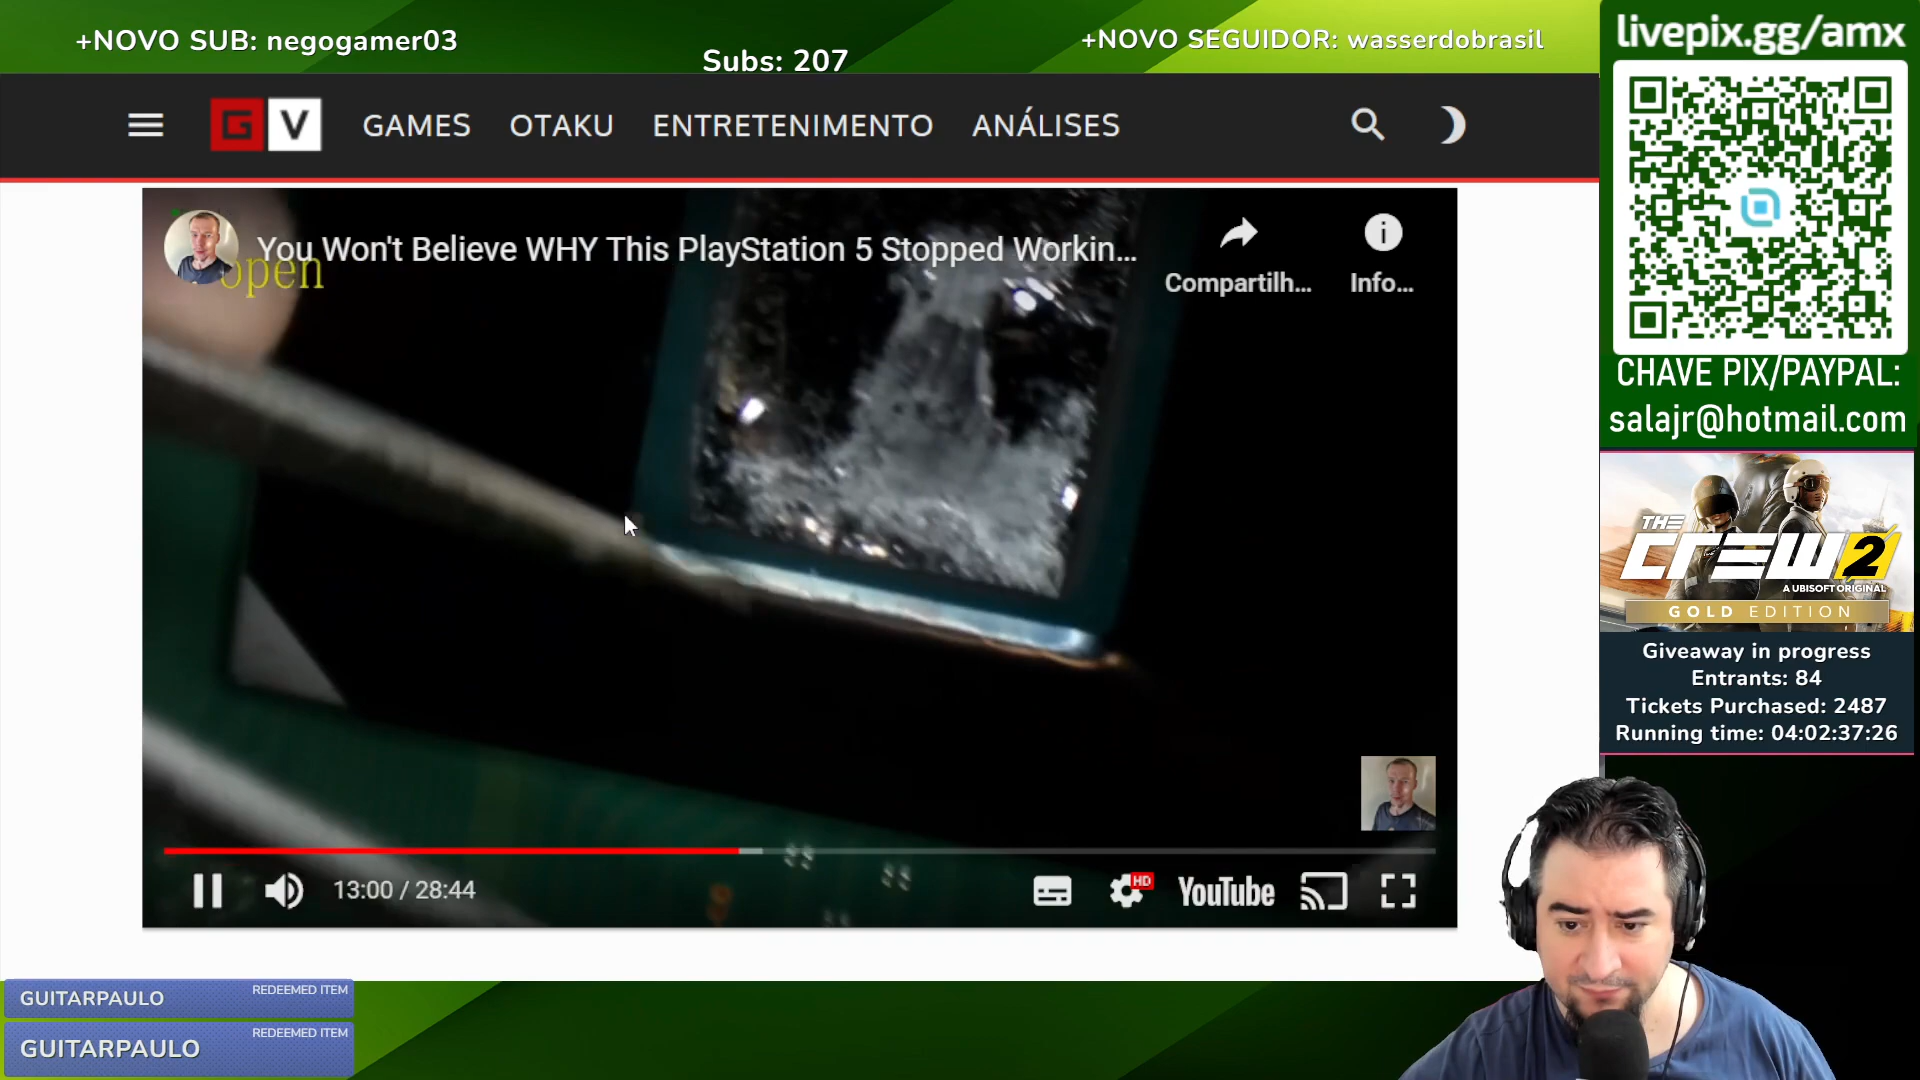 +NOVO SUB: negogamer03
Subs: 207
+NOVO SEGUIDOR: wasserdobrasil
livepix.gg/amx
G V
GAMES
OTAKU
ENTRETENIMENTO
ANÁLISES
You Won't Believe WHY This PlayStation 5 Stopped Workin...
open
Compartilh...
Info...
CHAVE PIX/PAYPAL:
salajr@hotmail.com
THE
CREW 2
A UBISOFT ORIGINAL
GOLD EDITION
Giveaway in progress
Entrants: 84
Tickets Purchased: 2487
Running time: 04:02:37:26
13:00 / 28:44
HD
YouTube
GUITARPAULO
REDEEMED ITEM
GUITARPAULO
REDEEMED ITEM